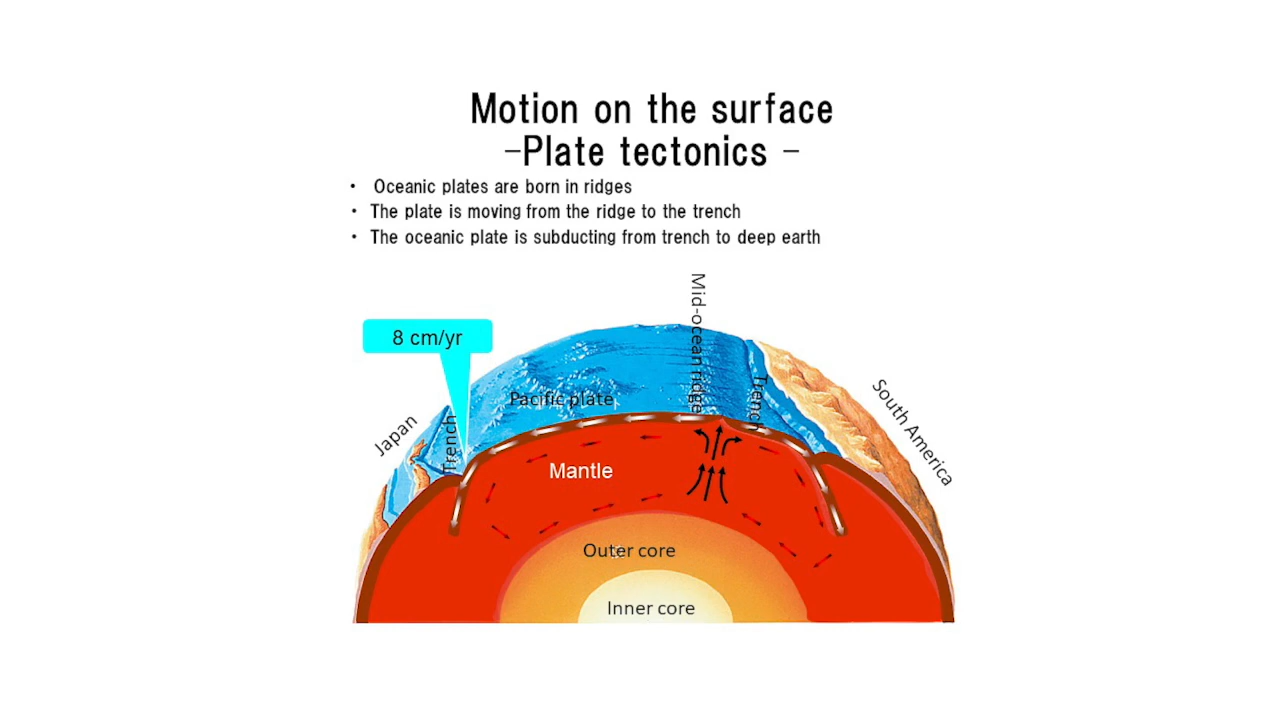 Motion on the surface
-Plate tectonics -
• Oceanic plates are born in ridges
• The plate is moving from the ridge to the trench
• The oceanic plate is subducting from trench to deep earth
Mid-ocean ridge
8 cm/yr
Pacific plate
Trench
Japan
Trench
South America
Mantle
Outer core
Inner core